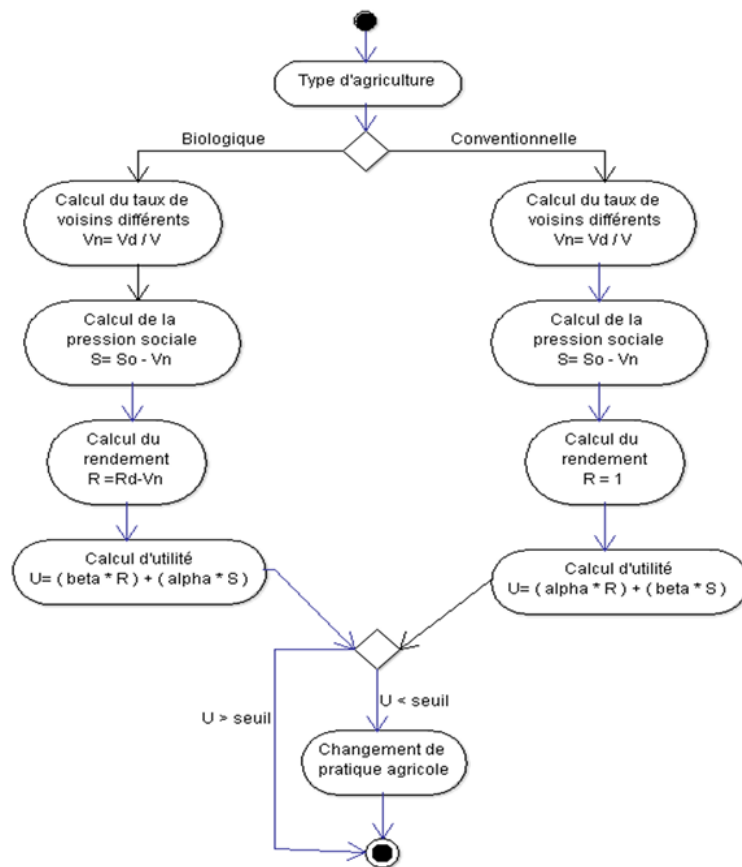 Type d'agriculture
Biologique
Conventionnelle
Calcul du taux de
voisins différents
Vn= Vd / V
Calcul du taux de
voisins différents
Vn= Vd / V
Calcul de la
pression sociale
S= So - Vn
Calcul de la
pression sociale
S= So - Vn
Calcul du
rendement
R =Rd-Vn
Calcul du
rendement
R = 1
Calcul d'utilité
U= ( beta * R ) + ( alpha * S )
Calcul d'utilité
U= ( alpha * R ) + ( beta * S )
U > seuil
U < seuil
Changement de
pratique agricole